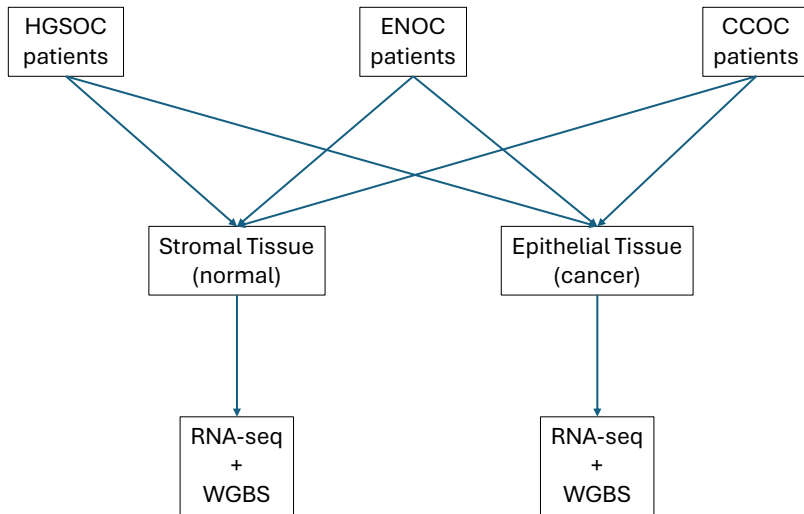 HGSOC
patients
ENOC
patients
CCOC
patients
Stromal Tissue
(normal)
Epithelial Tissue
(cancer)
RNA-seq
+
WGBS
RNA-seq
+
WGBS